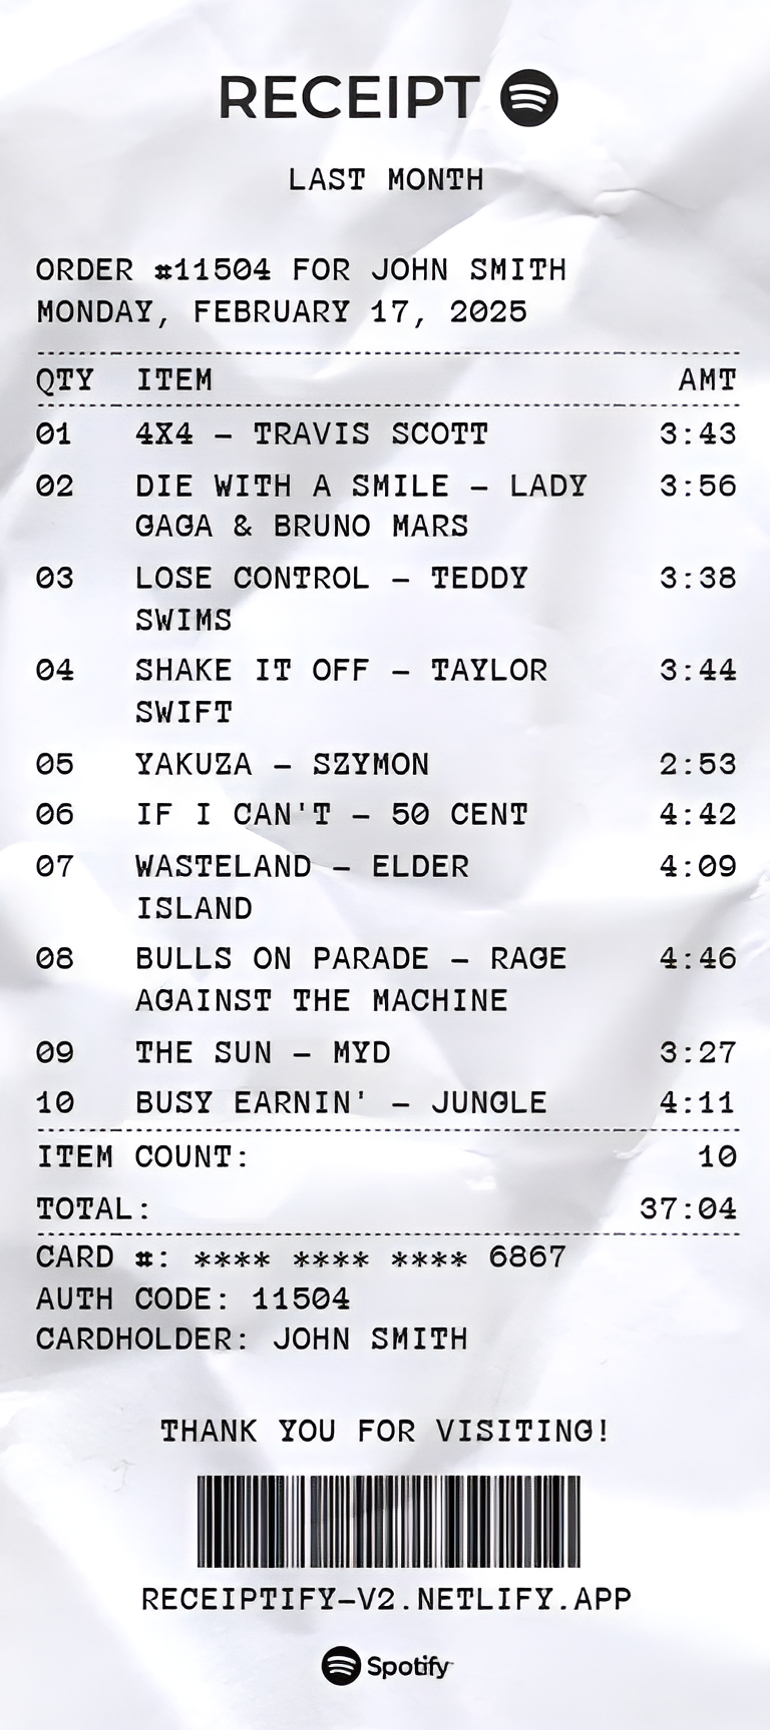 RECEIPT
LAST MONTH
ORDER #11504 FOR JOHN SMITH
MONDAY, FEBRUARY 17, 2025
QTY ITEM AMT
01 4X4 – TRAVIS SCOTT 3:43
02 DIE WITH A SMILE – LADY 3:56
GAGA & BRUNO MARS
03 LOSE CONTROL – TEDDY 3:38
SWIMS
04 SHAKE IT OFF – TAYLOR 3:44
SWIFT
05 YAKUZA – SZYMON 2:53
06 IF I CAN'T – 50 CENT 4:42
07 WASTELAND – ELDER 4:09
ISLAND
08 BULLS ON PARADE – RAGE 4:46
AGAINST THE MACHINE
09 THE SUN – MYD 3:27
10 BUSY EARNIN' – JUNGLE 4:11
ITEM COUNT: 10
TOTAL: 37:04
CARD #: **** **** **** 6867
AUTH CODE: 11504
CARDHOLDER: JOHN SMITH
THANK YOU FOR VISITING!
RECEIPTIFY-V2.NETLIFY.APP
Spotify